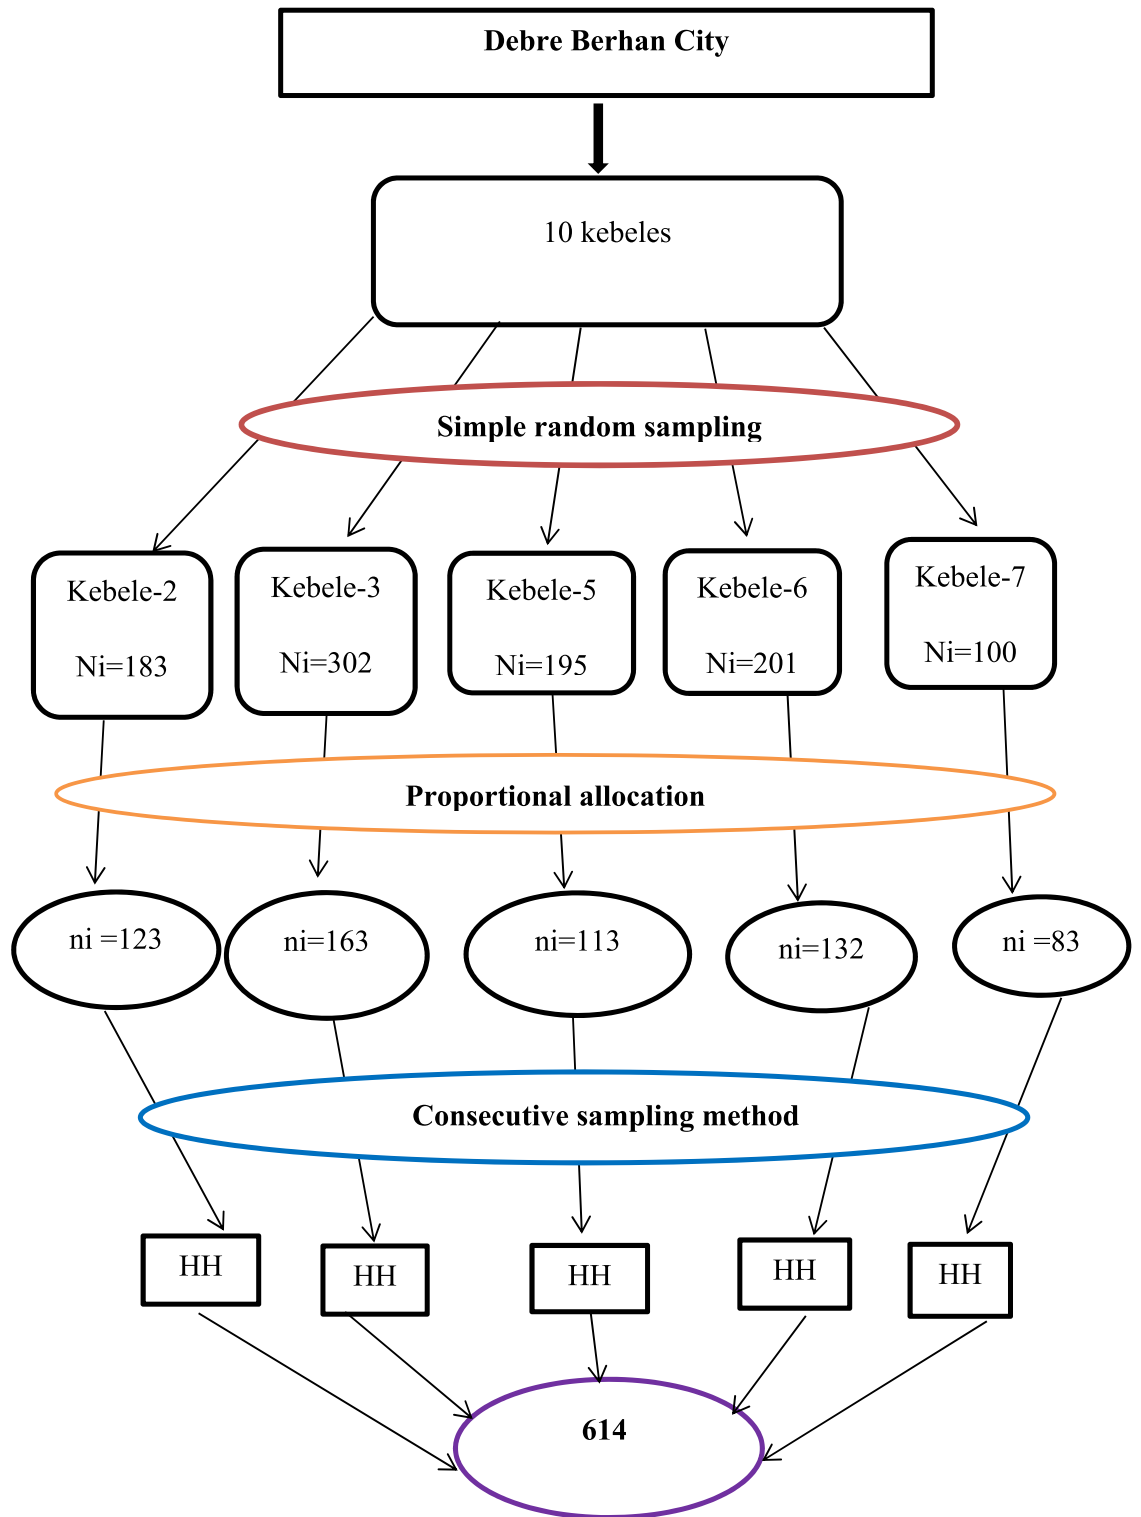 Debre Berhan City
10 kebeles
Simple random sampling
Kebele-2
Ni=183
Kebele-3
Ni=302
Kebele-5
Ni=195
Kebele-6
Ni=201
Kebele-7
Ni=100
Proportional allocation
ni =123
ni=163
ni=113
ni=132
ni =83
Consecutive sampling method
HH
HH
HH
HH
HH
614